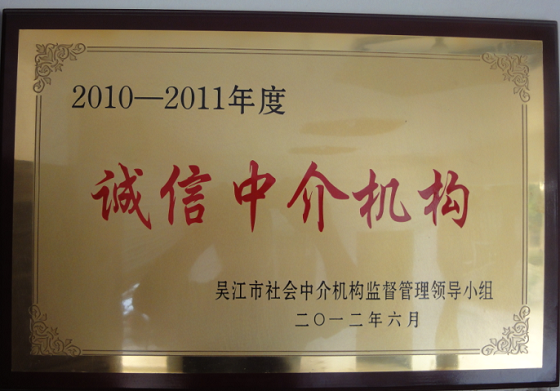 2010—2011年度
诚信中介机构
吴江市社会中介机构监督管理领导小组
二〇一二年六月